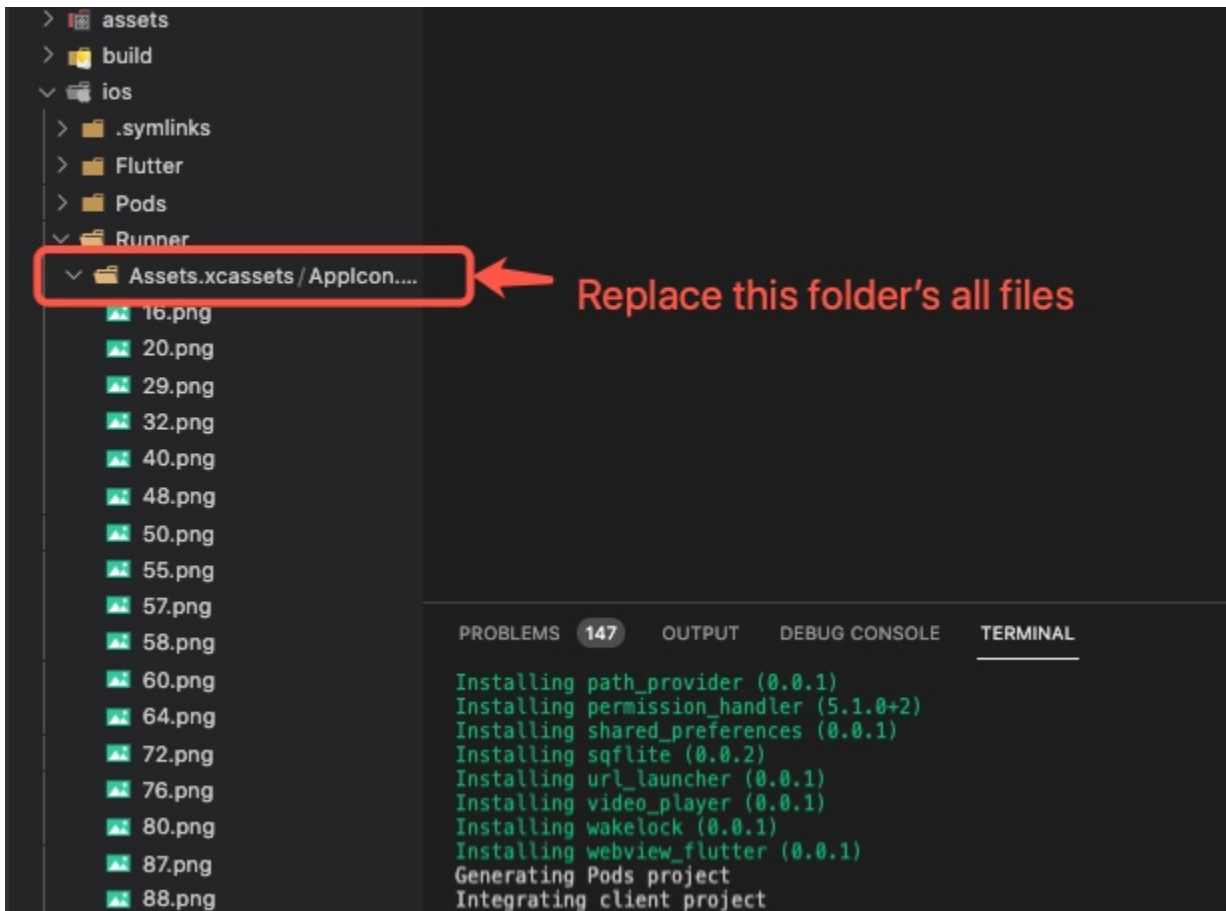 assets
build
ios
.symlinks
Flutter
Pods
Runner
Assets.xcassets/AppIcon....
16.png
20.png
29.png
32.png
40.png
48.png
50.png
55.png
57.png
58.png
60.png
64.png
72.png
76.png
80.png
87.png
88.png
Replace this folder's all files
PROBLEMS 147 OUTPUT DEBUG CONSOLE TERMINAL
Installing path_provider (0.0.1)
Installing permission_handler (5.1.0+2)
Installing shared_preferences (0.0.1)
Installing sqflite (0.0.2)
Installing url_launcher (0.0.1)
Installing video_player (0.0.1)
Installing wakelock (0.0.1)
Installing webview_flutter (0.0.1)
Generating Pods project
Integrating client project